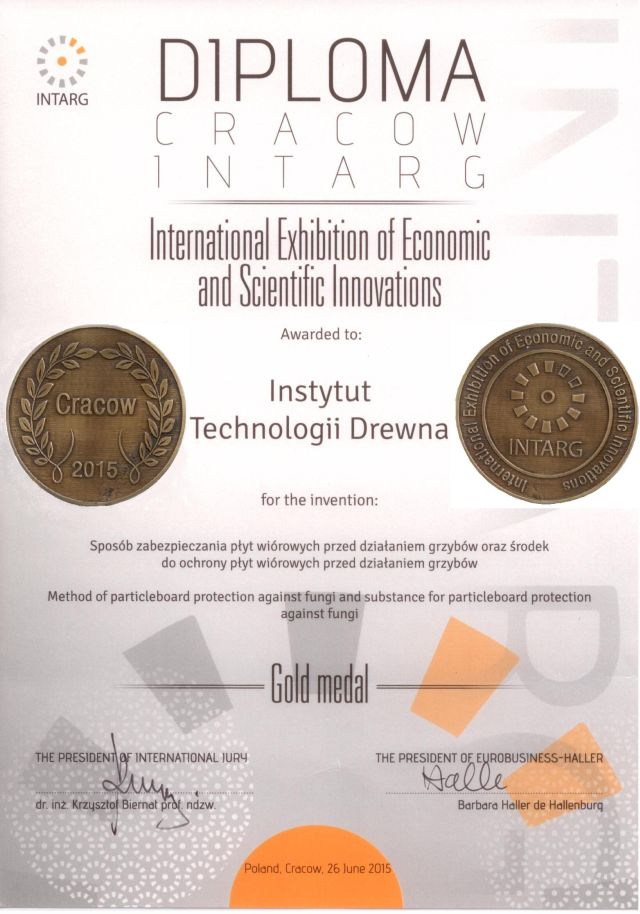 INTARG
DIPLOMA
CRACOW
INTARG
International Exhibition of Economic
and Scientific Innovations
Awarded to:
Cracow
2015
Instytut
Technologii Drewna
International Exhibition of Economic and Scientific Innovations
INTARG
for the invention:
Sposób zabezpieczania płyt wiórowych przed działaniem grzybów oraz środek
do ochrony płyt wiórowych przed działaniem grzybów
Method of particleboard protection against fungi and substance for particleboard protection
against fungi
Gold medal
THE PRESIDENT OF INTERNATIONAL JURY
dr. inż. Krzysztof Biernat prof. ndzw.
THE PRESIDENT OF EUROBUSINESS-HALLER
Halle
Barbara Haller de Hallenburg
Poland, Cracow, 26 June 2015